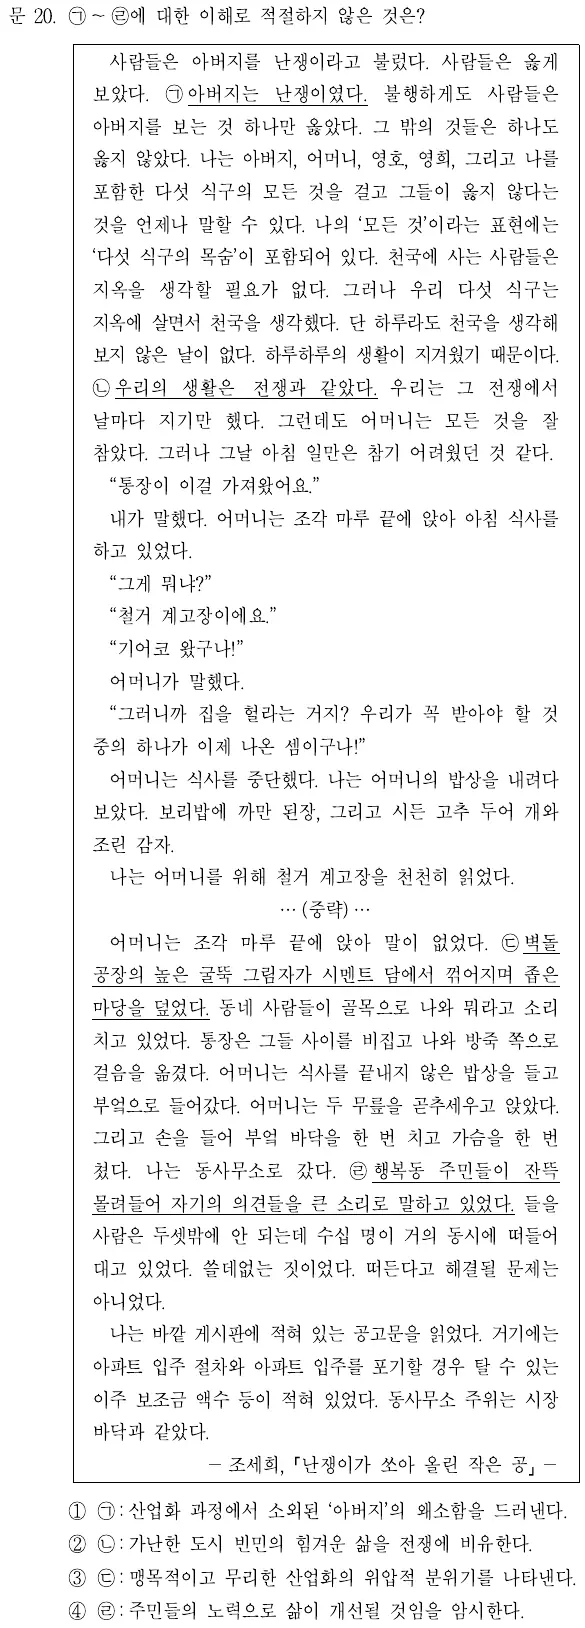 문 20. ㉠~㉣에 대한 이해로 적절하지 않은 것은?
사람들은 아버지를 난쟁이라고 불렀다. 사람들은 옳게
보았다. ㉠아버지는 난쟁이였다. 불행하게도 사람들은
아버지를 보는 것 하나만 옳았다. 그 밖의 것들은 하나도
옳지 않았다. 나는 아버지, 어머니, 영호, 영희, 그리고 나를
포함한 다섯 식구의 모든 것을 걸고 그들이 옳지 않다는
것을 언제나 말할 수 있다. 나의 ‘모든 것’이라는 표현에는
‘다섯 식구의 목숨’이 포함되어 있다. 천국에 사는 사람들은
지옥을 생각할 필요가 없다. 그러나 우리 다섯 식구는
지옥에 살면서 천국을 생각했다. 단 하루라도 천국을 생각해
보지 않은 날이 없다. 하루하루의 생활이 지겨웠기 때문이다.
㉡우리의 생활은 전쟁과 같았다. 우리는 그 전쟁에서
날마다 지기만 했다. 그런데도 어머니는 모든 것을 잘
참았다. 그러나 그날 아침 일만은 참기 어려웠던 것 같다.
“통장이 이걸 가져왔어요.”
내가 말했다. 어머니는 조각 마루 끝에 앉아 아침 식사를
하고 있었다.
“그게 뭐냐?”
“철거 계고장이에요.”
“기어코 왔구나!”
어머니가 말했다.
“그러니까 집을 헐라는 거지? 우리가 꼭 받아야 할 것
중의 하나가 이제 나온 셈이구나!”
어머니는 식사를 중단했다. 나는 어머니의 밥상을 내려다
보았다. 보리밥에 까만 된장, 그리고 시든 고추 두어 개와
조린 감자.
나는 어머니를 위해 철거 계고장을 천천히 읽었다.
… (중략) …
어머니는 조각 마루 끝에 앉아 말이 없었다. ㉢벽돌
공장의 높은 굴뚝 그림자가 시멘트 담에서 꺾어지며 좁은
마당을 덮었다. 동네 사람들이 골목으로 나와 뭐라고 소리
치고 있었다. 통장은 그들 사이를 비집고 나와 방죽 쪽으로
걸음을 옮겼다. 어머니는 식사를 끝내지 않은 밥상을 들고
부엌으로 들어갔다. 어머니는 두 무릎을 곧추세우고 앉았다.
그리고 손을 들어 부엌 바닥을 한 번 치고 가슴을 한 번
쳤다. 나는 동사무소로 갔다. ㉣행복동 주민들이 잔뜩
몰려들어 자기의 의견들을 큰 소리로 말하고 있었다. 들을
사람은 두셋밖에 안 되는데 수십 명이 거의 동시에 떠들어
대고 있었다. 쓸데없는 짓이었다. 떠든다고 해결될 문제는
아니었다.
나는 바깥 게시판에 적혀 있는 공고문을 읽었다. 거기에는
아파트 입주 절차와 아파트 입주를 포기할 경우 탈 수 있는
이주 보조금 액수 등이 적혀 있었다. 동사무소 주위는 시장
바닥과 같았다.
- 조세희, 「난쟁이가 쏘아 올린 작은 공」 -
① ㉠: 산업화 과정에서 소외된 ‘아버지’의 왜소함을 드러낸다.
② ㉡: 가난한 도시 빈민의 힘겨운 삶을 전쟁에 비유한다.
③ ㉢: 맹목적이고 무리한 산업화의 위압적 분위기를 나타낸다.
④ ㉣: 주민들의 노력으로 삶이 개선될 것임을 암시한다.